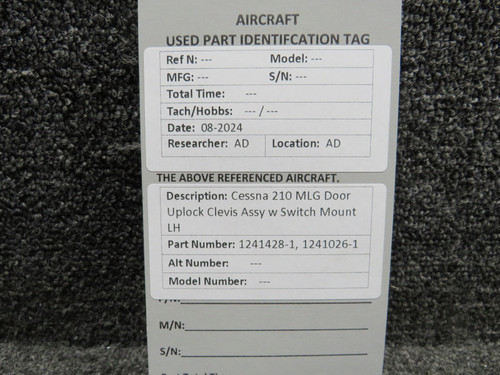 AIRCRAFT
USED PART IDENTIFCATION TAG
Ref N: --- Model: ---
MFG: --- S/N: ---
Total Time: ---
Tach/Hobbs: --- / ---
Date: 08-2024
Researcher: AD Location: AD
THE ABOVE REFERENCED AIRCRAFT.
Description: Cessna 210 MLG Door
Uplock Clevis Assy w Switch Mount
LH
Part Number: 1241428-1, 1241026-1
Alt Number: ---
Model Number: ---
P/N:
M/N:
S/N: